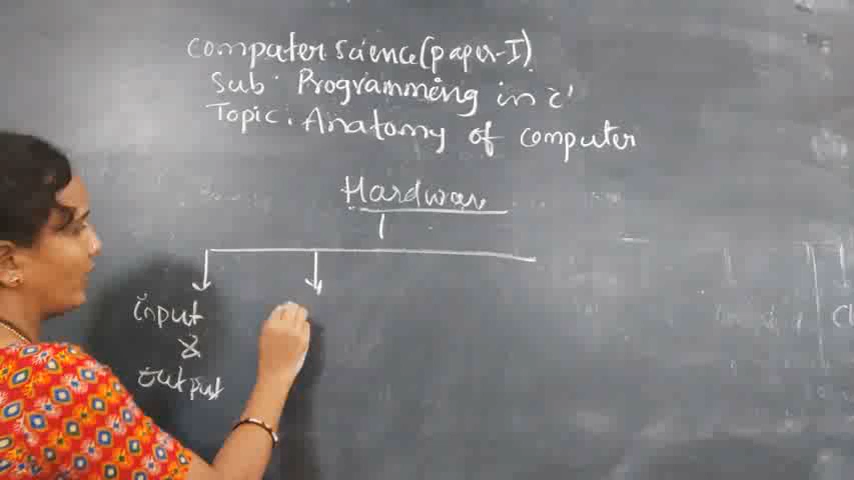 Computer Science (paper-I)
Sub: Programming in 'c'
Topic: Anatomy of computer
Hardware
input
&
output